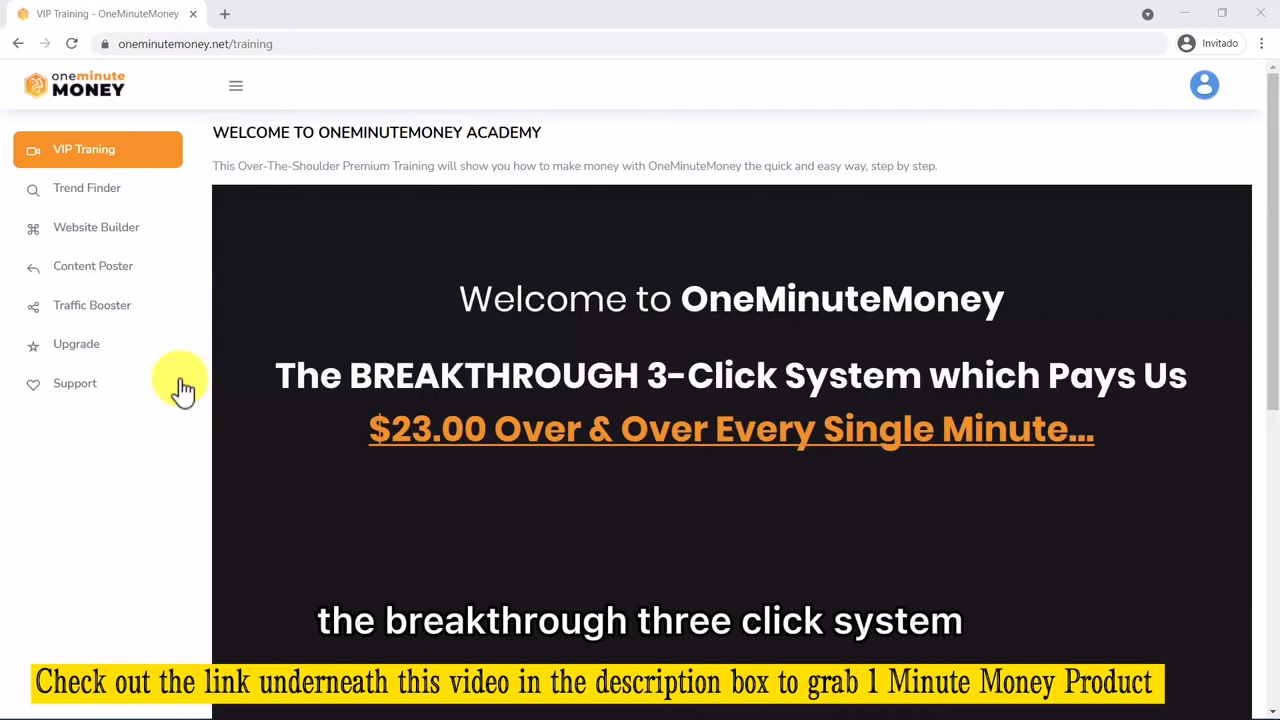 VIP Training - OneMinuteMoney
oneminutemoney.net/training
Invitado
oneminute
MONEY
WELCOME TO ONEMINUTEMONEY ACADEMY
This Over-The-Shoulder Premium Training will show you how to make money with OneMinuteMoney the quick and easy way, step by step.
VIP Traning
Trend Finder
Website Builder
Content Poster
Traffic Booster
Upgrade
Support
Welcome to OneMinuteMoney
The BREAKTHROUGH 3-Click System which Pays Us
$23.00 Over & Over Every Single Minute...
the breakthrough three click system
Check out the link underneath this video in the description box to grab 1 Minute Money Product